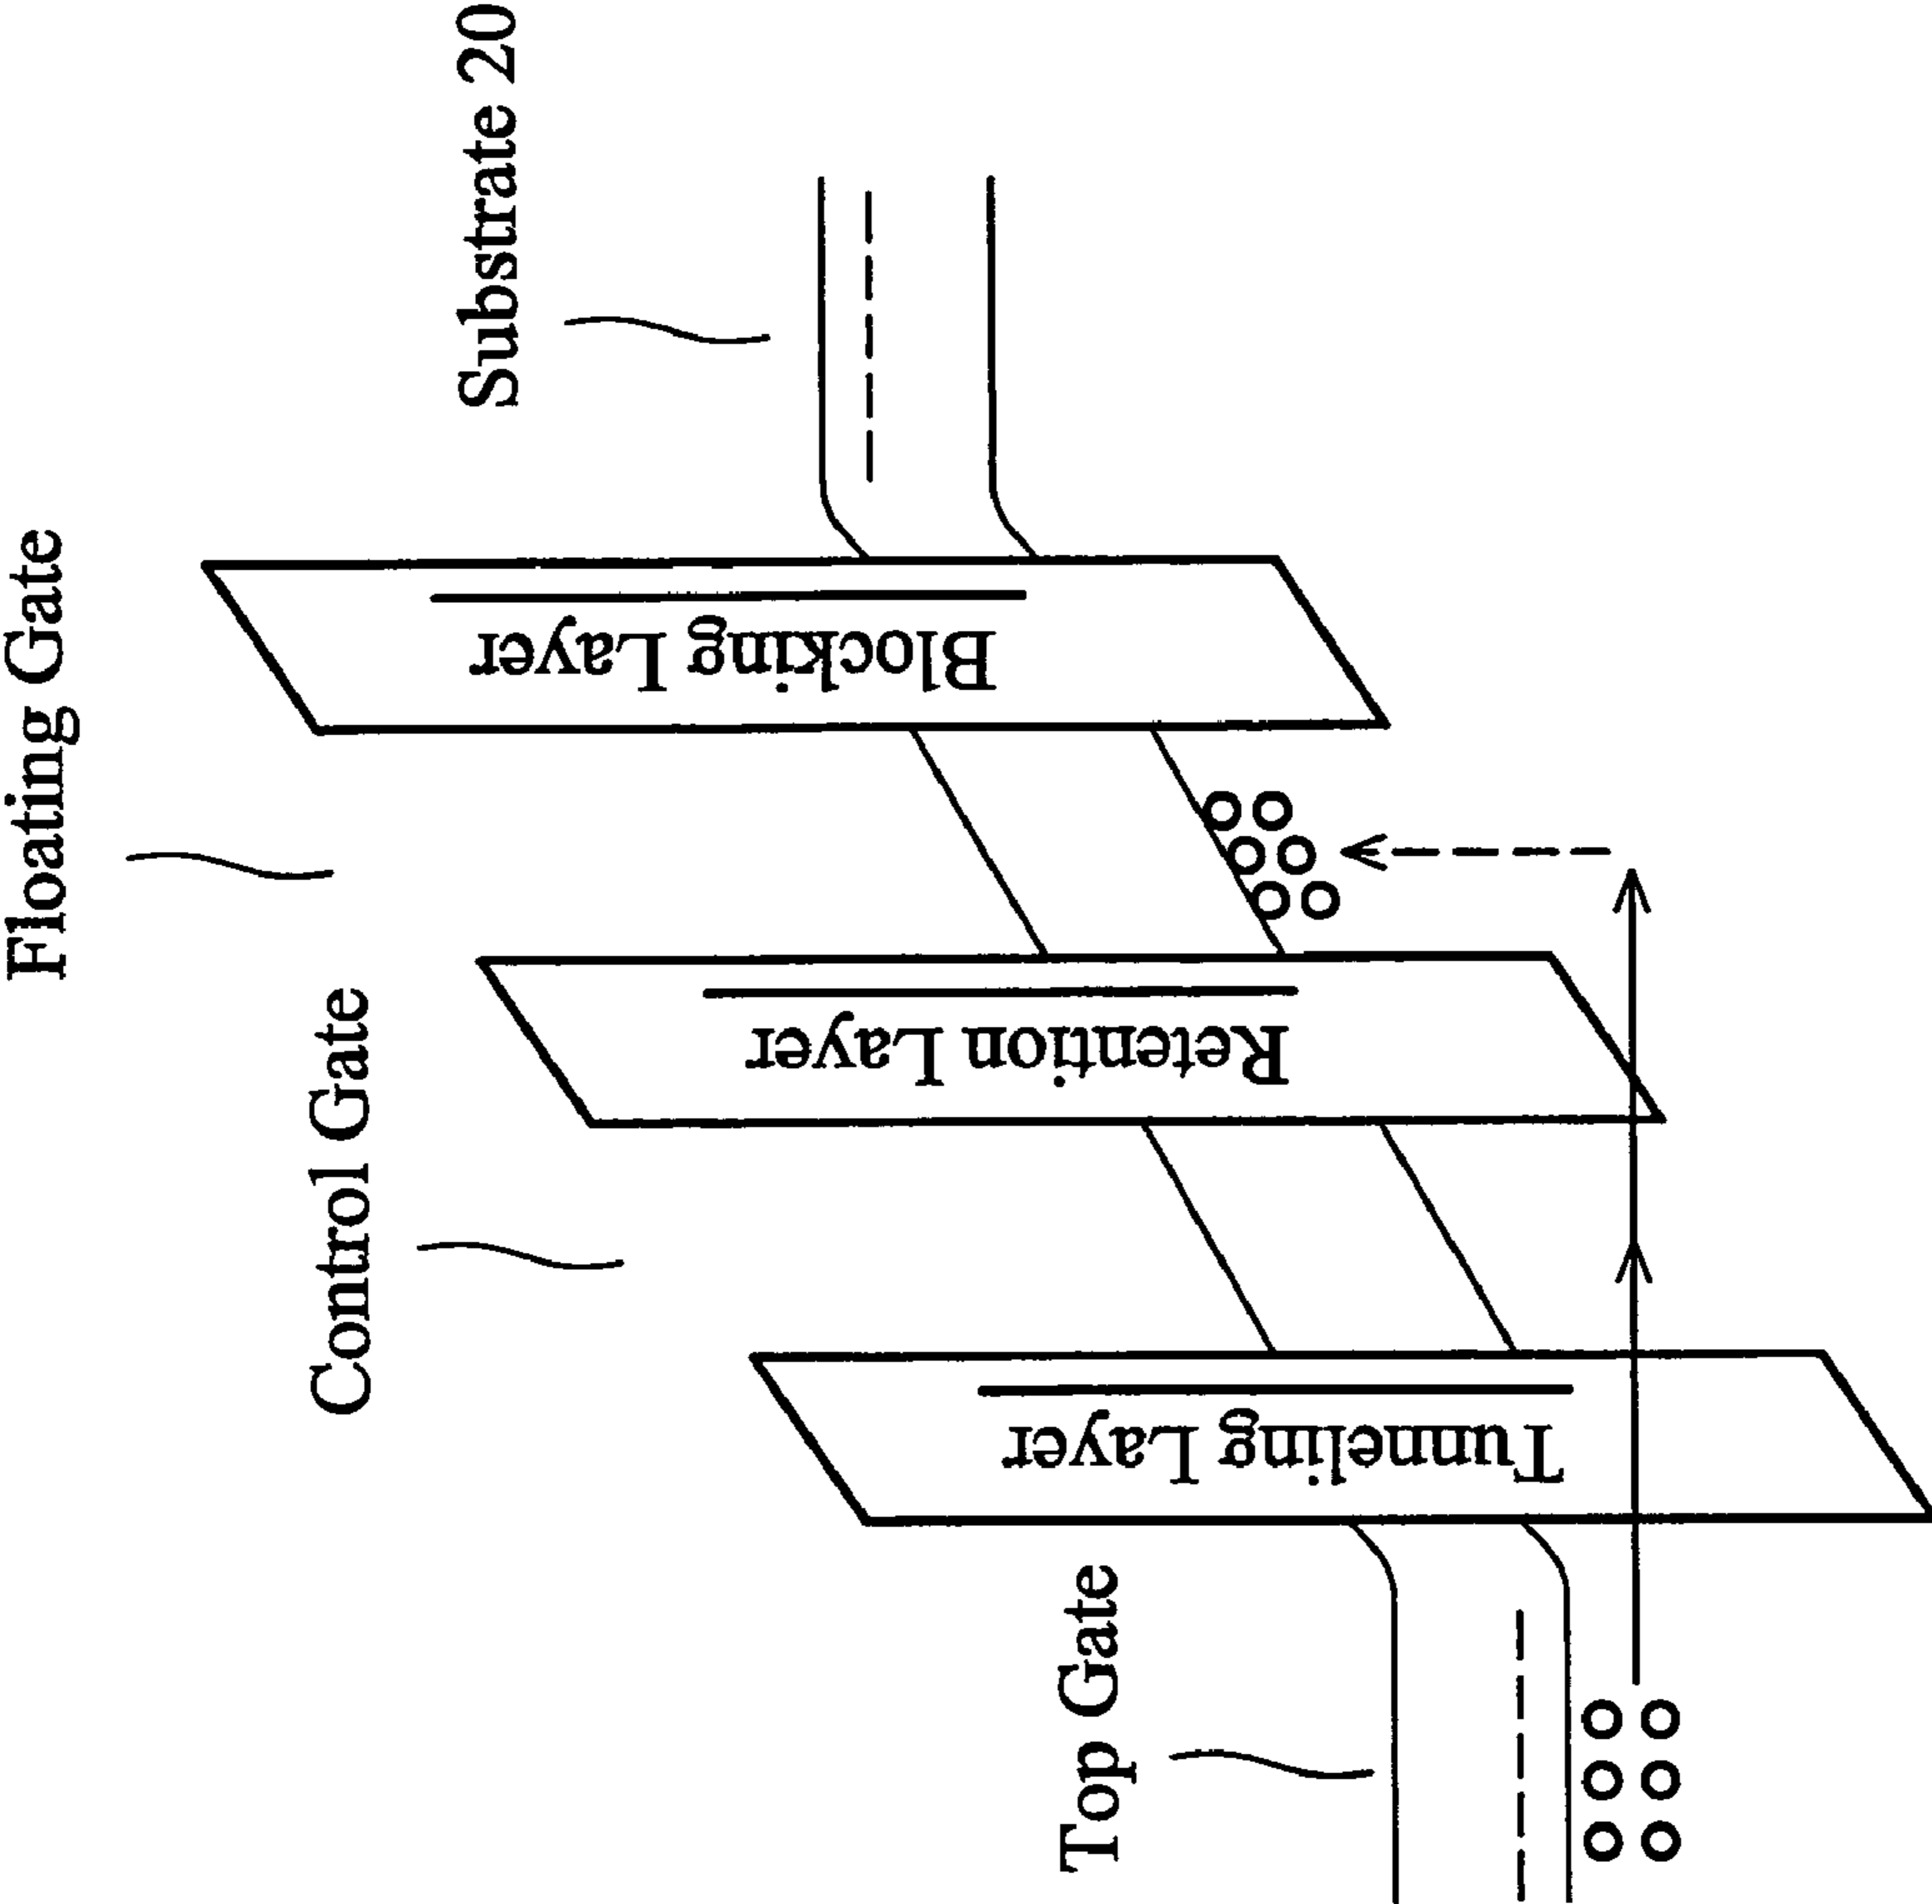 Top Gate
Tunneling Layer
Control Gate
Retention Layer
Floating Gate
Blocking Layer
Substrate 20